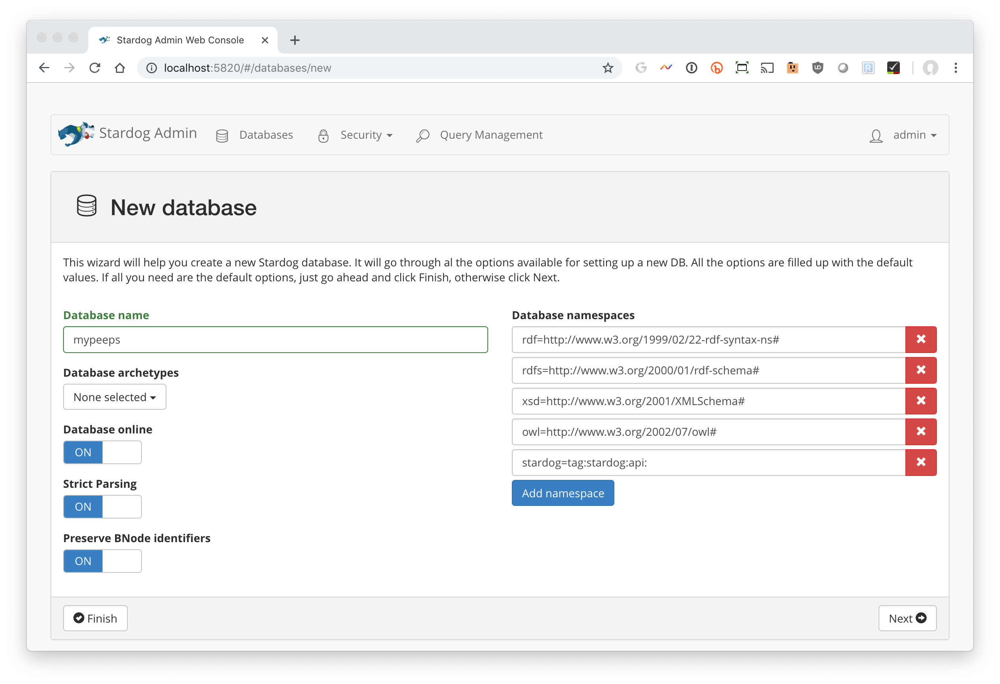 Stardog Admin Web Console
localhost:5820/#/databases/new
Stardog Admin
Databases
Security
Query Management
admin
New database
This wizard will help you create a new Stardog database. It will go through al the options available for setting up a new DB. All the options are filled up with the default
values. If all you need are the default options, just go ahead and click Finish, otherwise click Next.
Database name
mypeeps
Database archetypes
None selected
Database online
ON
Strict Parsing
ON
Preserve BNode identifiers
ON
Database namespaces
rdf=http://www.w3.org/1999/02/22-rdf-syntax-ns#
rdfs=http://www.w3.org/2000/01/rdf-schema#
xsd=http://www.w3.org/2001/XMLSchema#
owl=http://www.w3.org/2002/07/owl#
stardog=tag:stardog:api:
Add namespace
Finish
Next